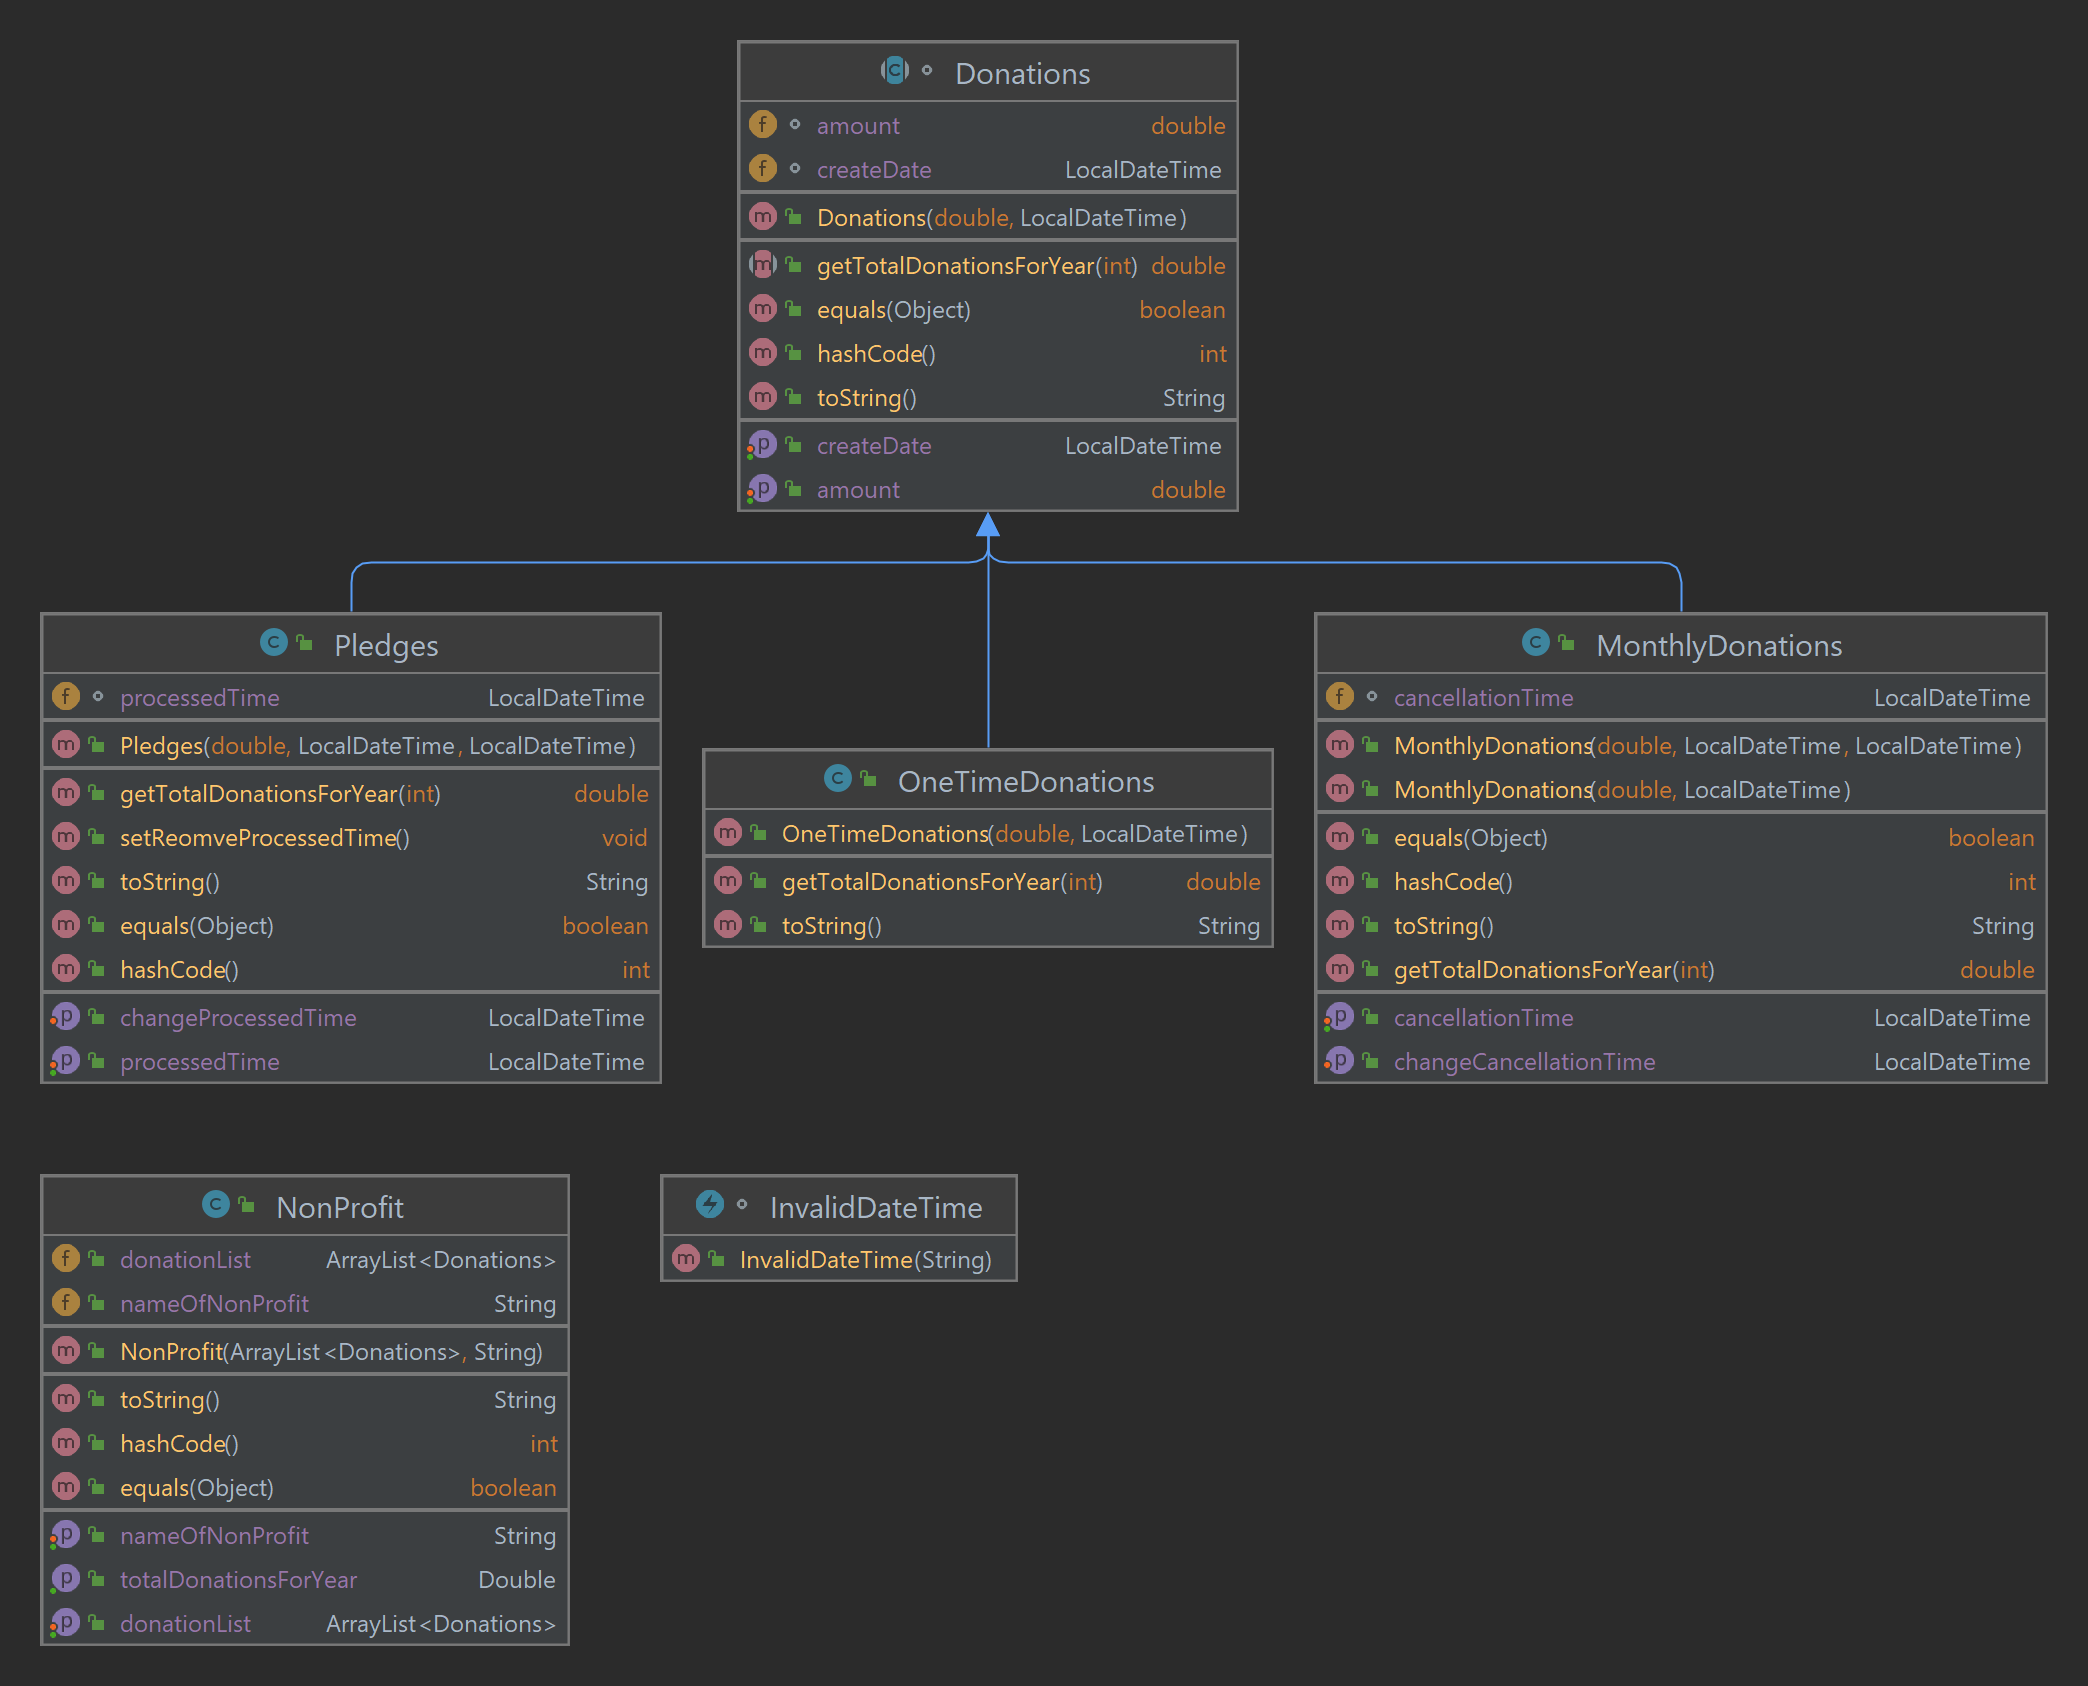 Donations
amount double
createDate LocalDateTime
Donations(double, LocalDateTime)
getTotalDonationsForYear(int) double
equals(Object) boolean
hashCode() int
toString() String
createDate LocalDateTime
amount double
Pledges
processedTime LocalDateTime
Pledges(double, LocalDateTime, LocalDateTime)
getTotalDonationsForYear(int) double
setReomveProcessedTime() void
toString() String
equals(Object) boolean
hashCode() int
changeProcessedTime LocalDateTime
processedTime LocalDateTime
OneTimeDonations
OneTimeDonations(double, LocalDateTime)
getTotalDonationsForYear(int) double
toString() String
MonthlyDonations
cancellationTime LocalDateTime
MonthlyDonations(double, LocalDateTime, LocalDateTime)
MonthlyDonations(double, LocalDateTime)
equals(Object) boolean
hashCode() int
toString() String
getTotalDonationsForYear(int) double
cancellationTime LocalDateTime
changeCancellationTime LocalDateTime
NonProfit
donationList ArrayList<Donations>
nameOfNonProfit String
NonProfit(ArrayList<Donations>, String)
toString() String
hashCode() int
equals(Object) boolean
nameOfNonProfit String
totalDonationsForYear Double
donationList ArrayList<Donations>
InvalidDateTime
InvalidDateTime(String)